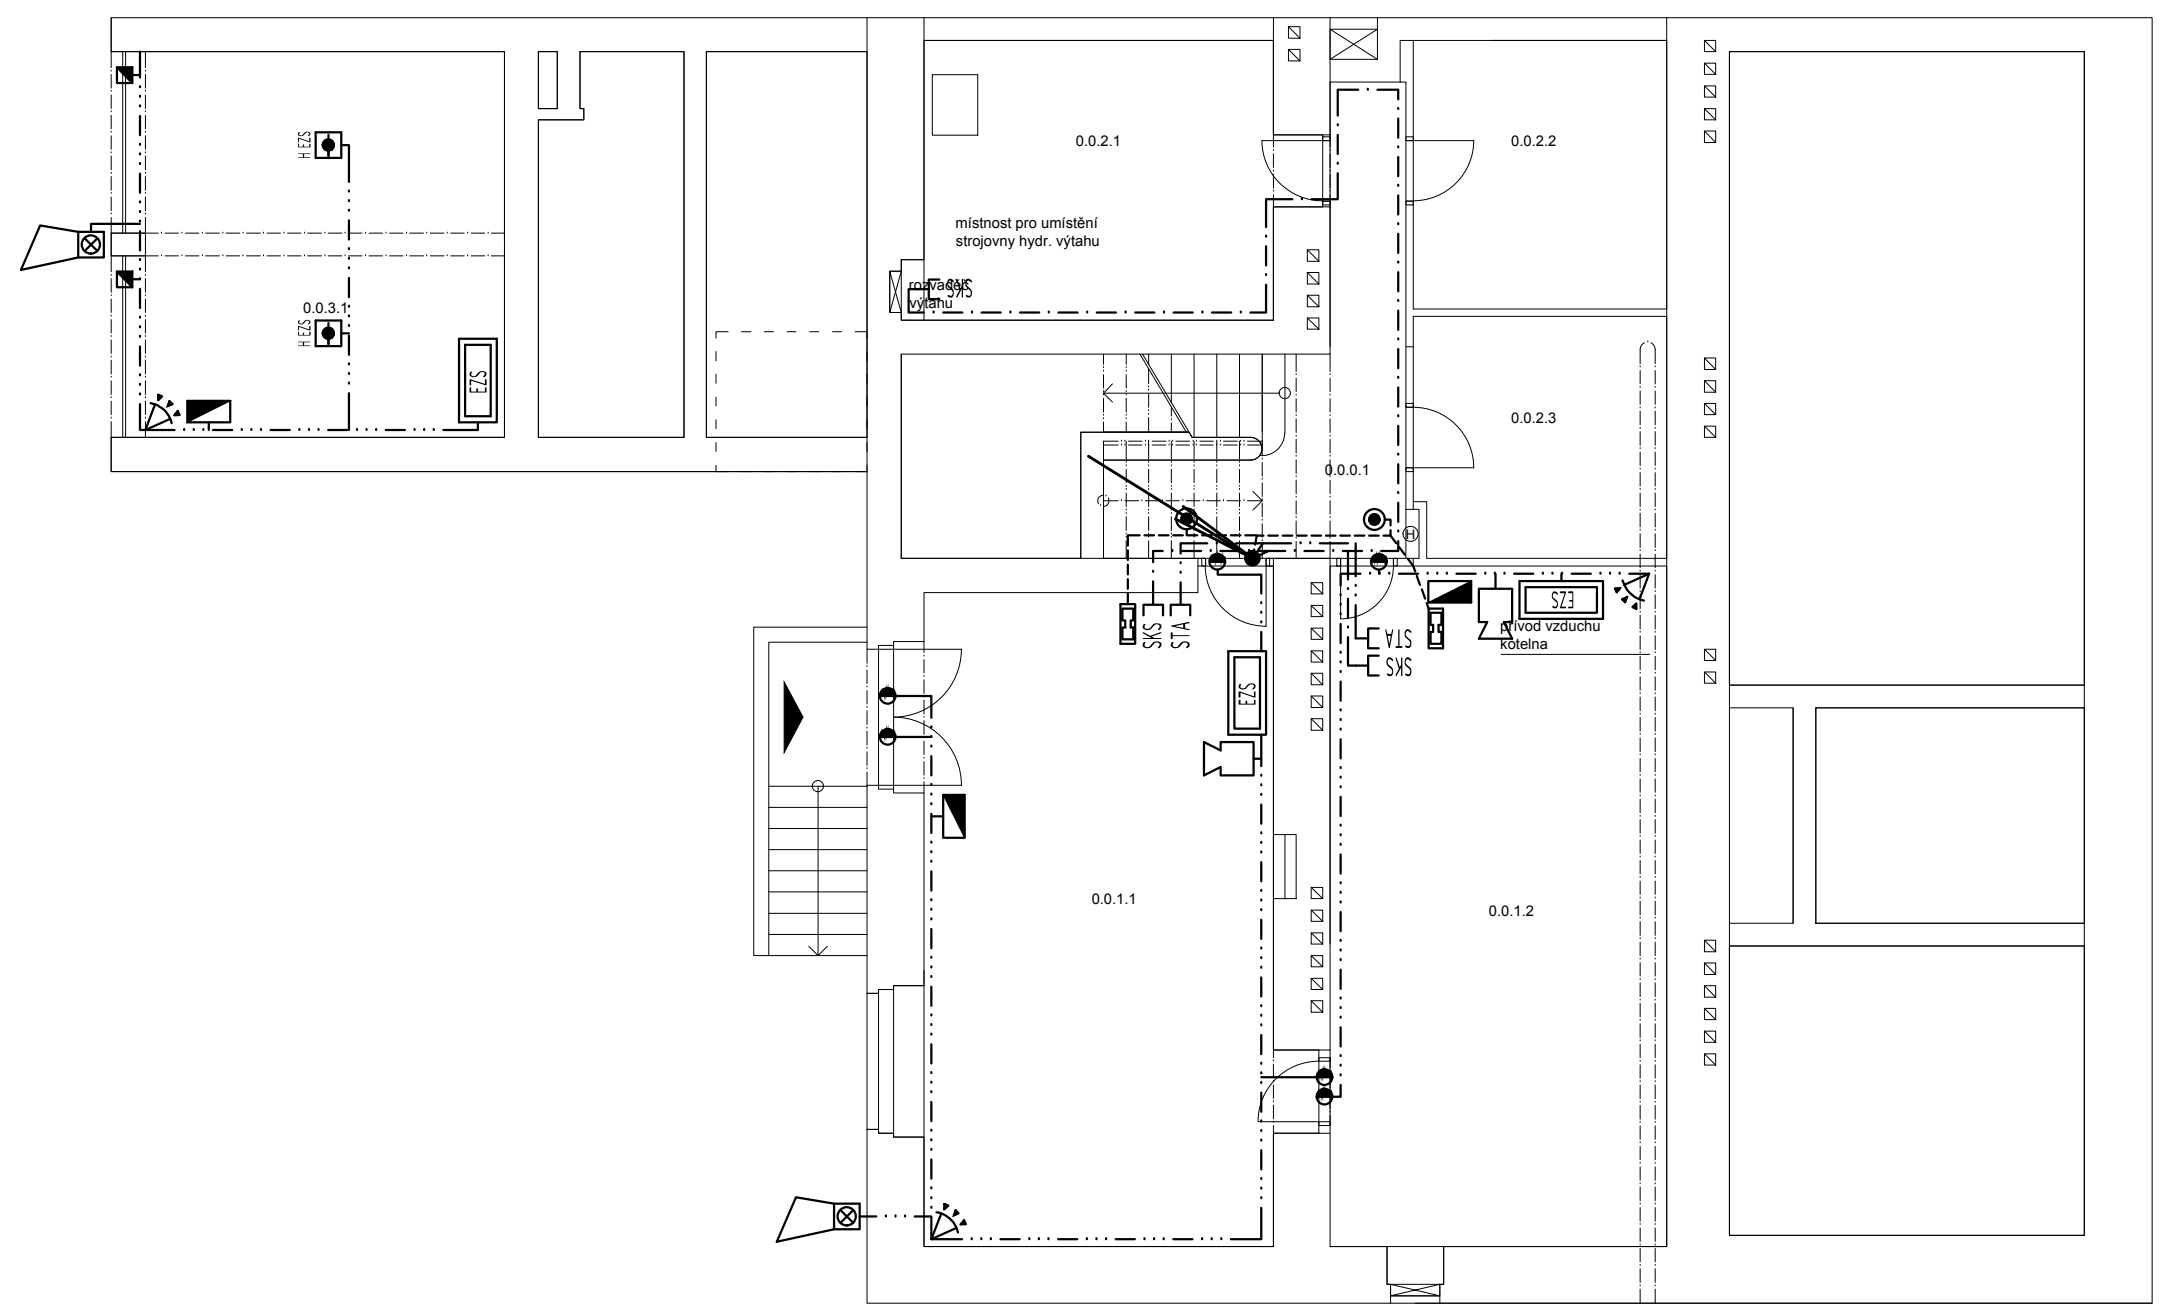 0.0.2.1
0.0.2.2
H EZS
místnost pro umístění
strojovny hydr. výtahu
rozvaděč
výtahu
SKS
0.0.3.1
H EZS
EZS
0.0.2.3
0.0.0.1
H
EZS
přívod vzduchu
kotelna
SKS
STA
STA
SKS
EZS
0.0.1.1
0.0.1.2